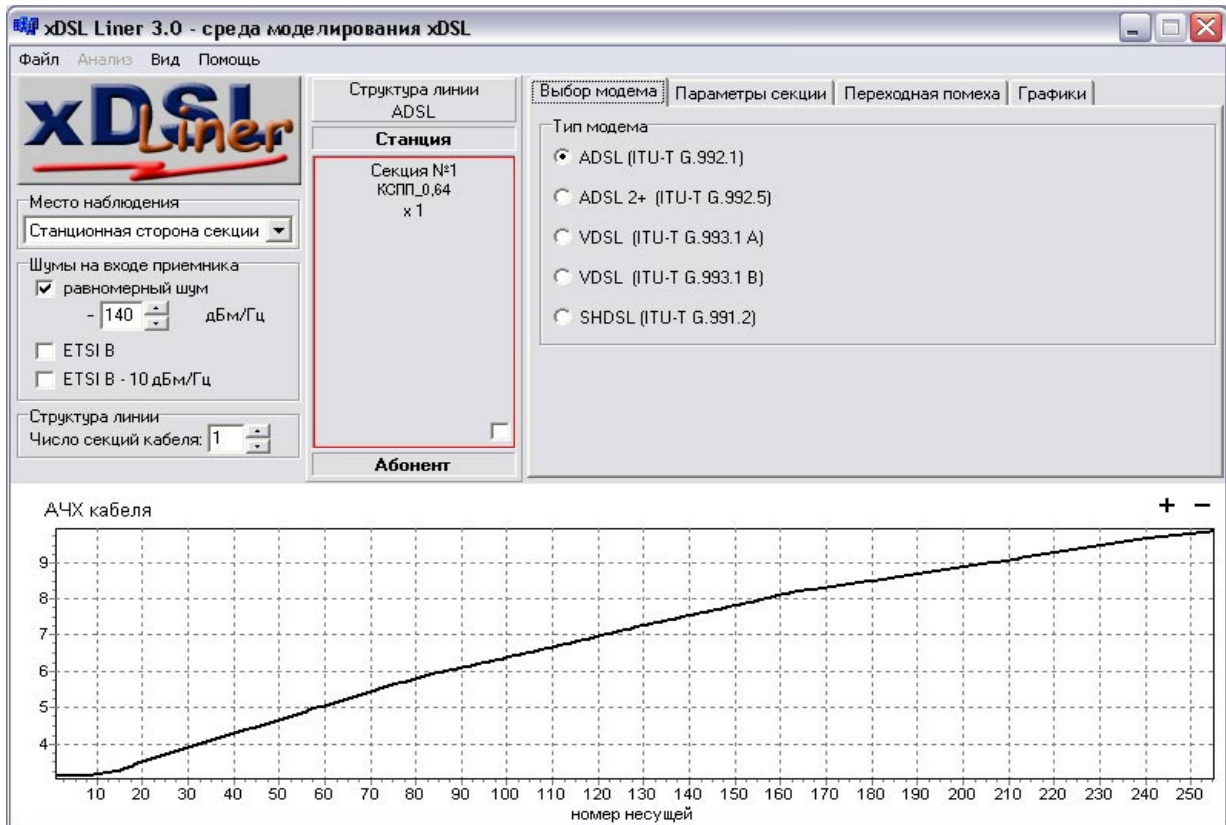 xDSL Liner 3.0 - среда моделирования xDSL
Файл Анализ Вид Помощь
xDSL
Liner
Место наблюдения
Станционная сторона секции
Шумы на входе приемника
равномерный шум
- 140 дБм/Гц
ETSI B
ETSI B - 10 дБм/Гц
Структура линии
Число секций кабеля: 1
Структура линии
ADSL
Станция
Секция №1
КСПП_0,64
x 1
Абонент
Выбор модема Параметры секции Переходная помеха Графики
Тип модема
ADSL (ITU-T G.992.1)
ADSL 2+ (ITU-T G.992.5)
VDSL (ITU-T G.993.1 A)
VDSL (ITU-T G.993.1 B)
SHDSL (ITU-T G.991.2)
АЧХ кабеля
+ −
9
8
7
6
5
4
10 20 30 40 50 60 70 80 90 100 110 120 130 140 150 160 170 180 190 200 210 220 230 240 250
номер несущей